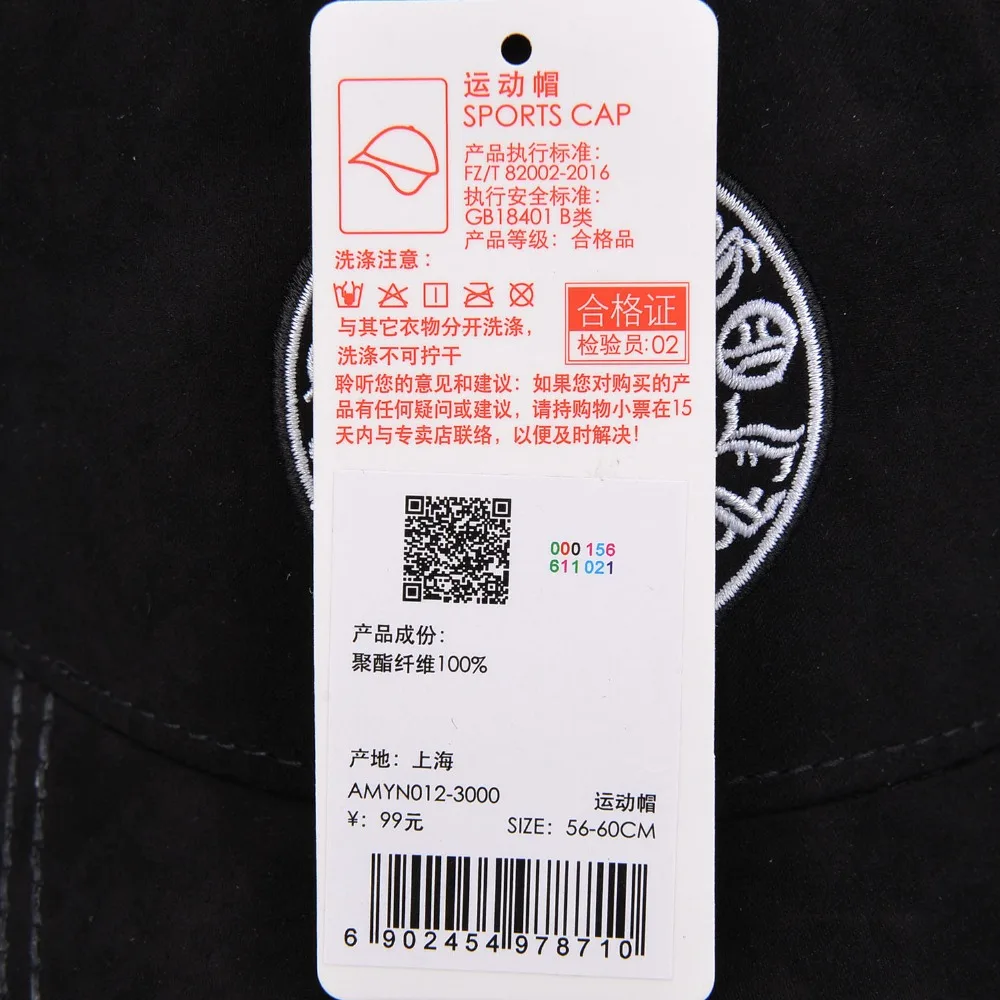 运动帽
SPORTS CAP
产品执行标准：
FZ/T 82002-2016
执行安全标准：
GB18401 B类
产品等级：合格品
洗涤注意：
与其它衣物分开洗涤，
洗涤不可拧干
合格证
检验员:02
聆听您的意见和建议：如果您对购买的产
品有任何疑问或建议，请持购物小票在15
天内与专卖店联络，以便及时解决！
000 156
611 021
产品成份：
聚酯纤维100%
产地：上海
AMYN012-3000
运动帽
¥：99元
SIZE：56-60CM
6 902454 978710